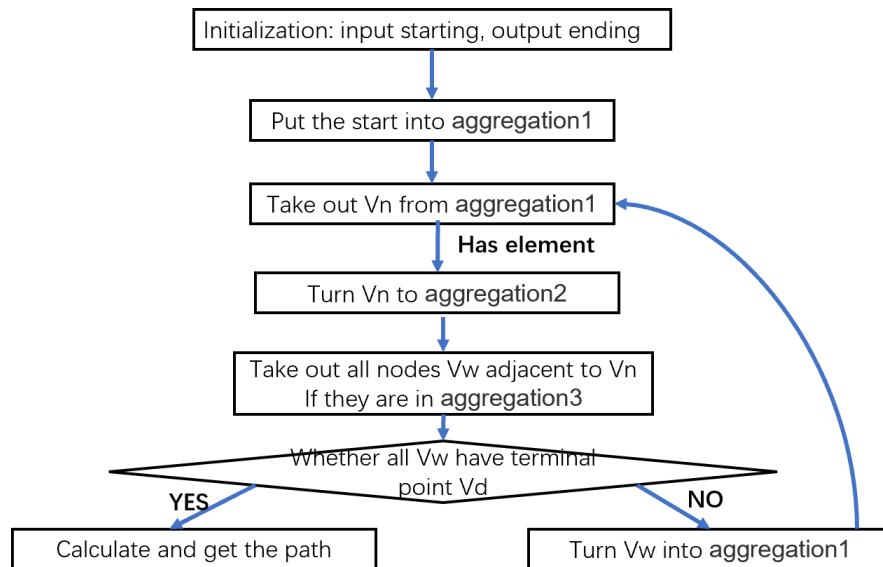 Initialization: input starting, output ending
Put the start into aggregation1
Take out Vn from aggregation1
Has element
Turn Vn to aggregation2
Take out all nodes Vw adjacent to Vn
If they are in aggregation3
Whether all Vw have terminal
point Vd
YES
NO
Calculate and get the path
Turn Vw into aggregation1